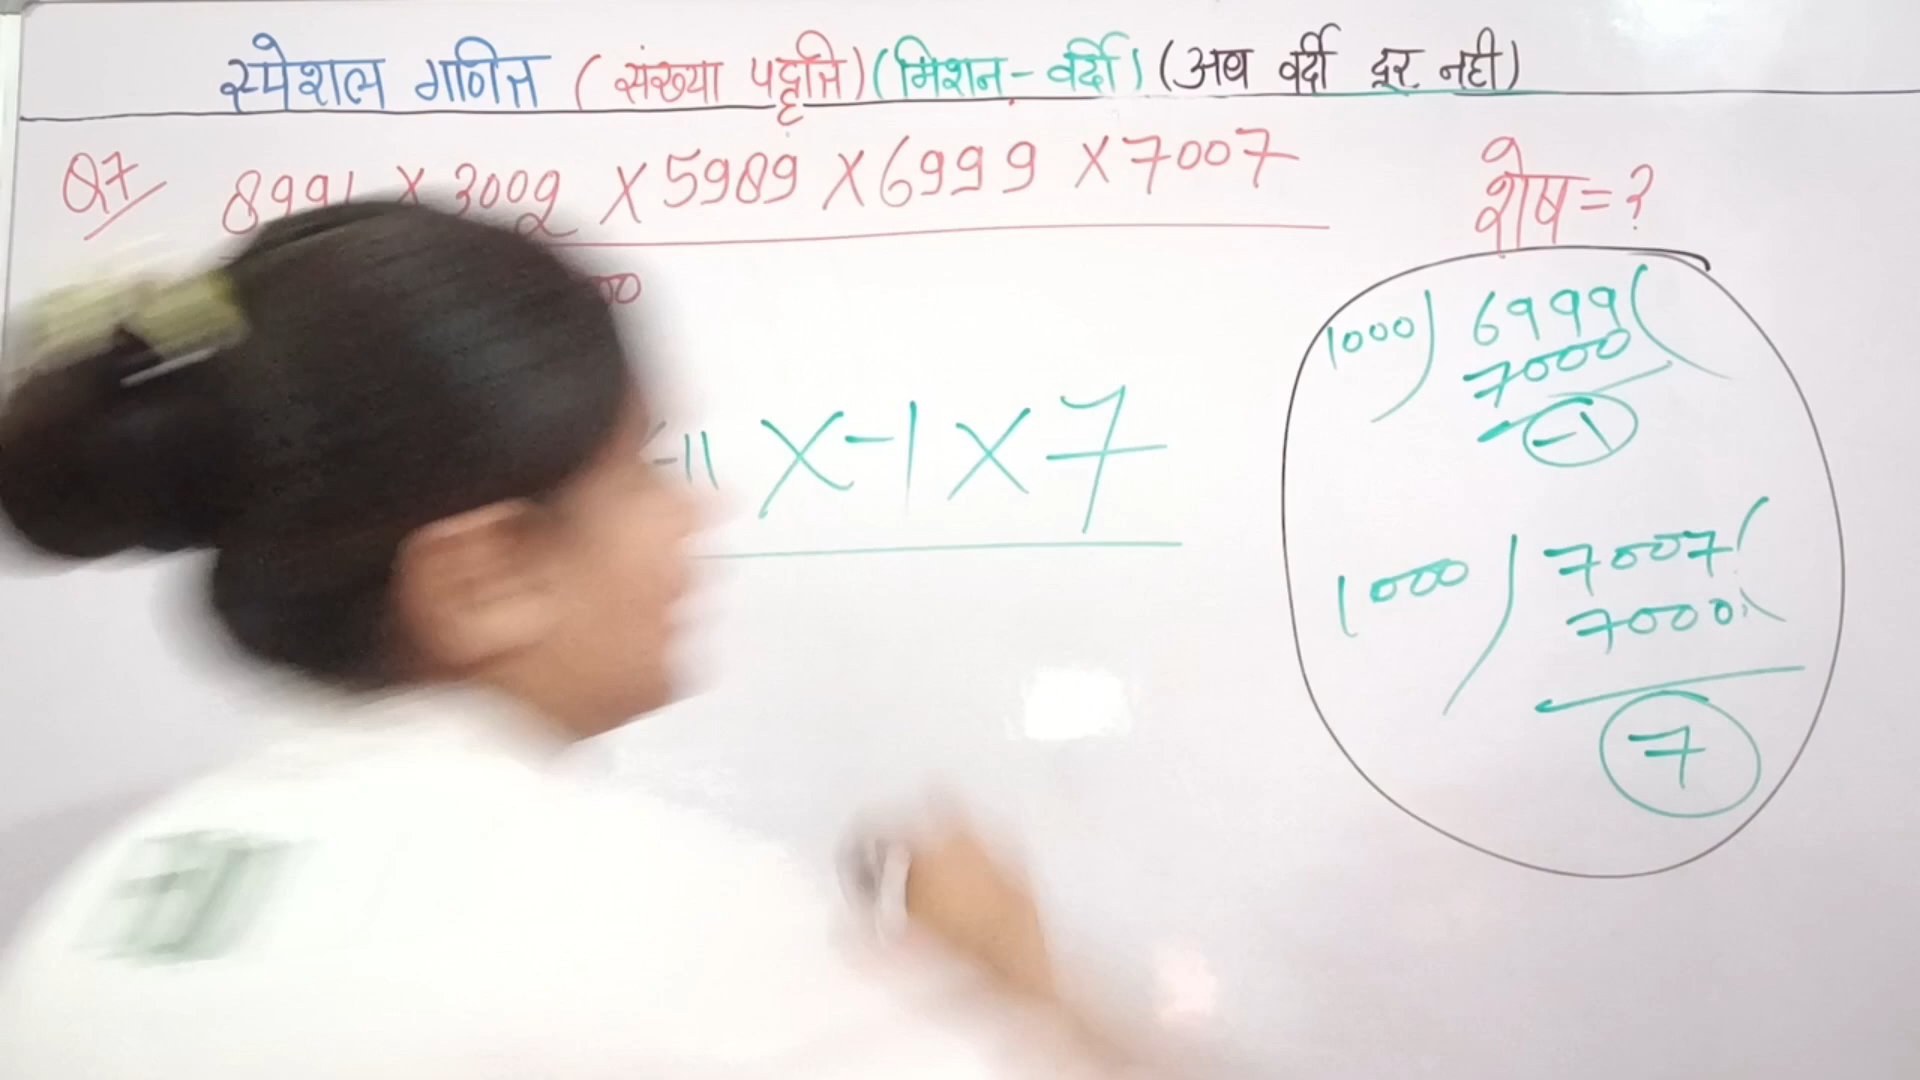 स्पेशल गणित (संख्या पद्धति) (मिशन - वर्दी) (अब वर्दी दूर नही)
Q7 8991 X 3002 X 5989 X 6999 X 7007 शेष = ?
1000 ) 6999 (
7000
-1
-11 X -1 X 7
1000 ) 7007 (
7000
7